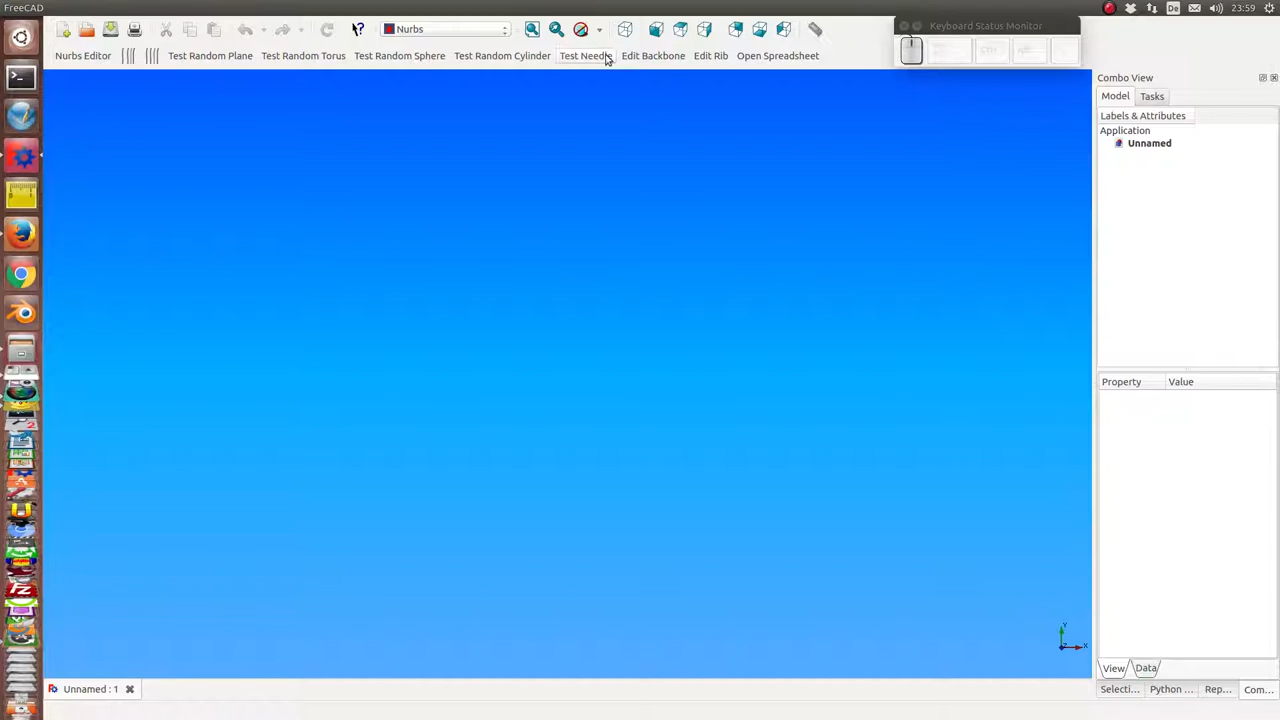 FreeCAD
De
23:59
Nurbs
Keyboard Status Monitor
Nurbs Editor
Test Random Plane
Test Random Torus
Test Random Sphere
Test Random Cylinder
Test Needle
Edit Backbone
Edit Rib
Open Spreadsheet
Combo View
Model
Tasks
Labels & Attributes
Application
Unnamed
Property
Value
Y
X
View
Data
Unnamed : 1
Selecti...
Python ...
Rep...
Com...